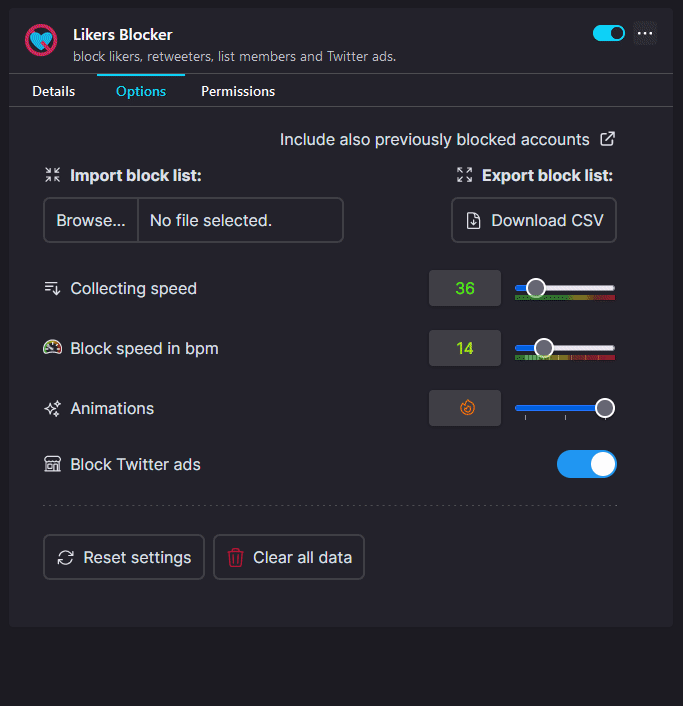 Likers Blocker
block likers, retweeters, list members and Twitter ads.
Details Options Permissions
Include also previously blocked accounts
Import block list: Export block list:
Browse... No file selected. Download CSV
Collecting speed 36
Block speed in bpm 14
Animations
Block Twitter ads
Reset settings Clear all data